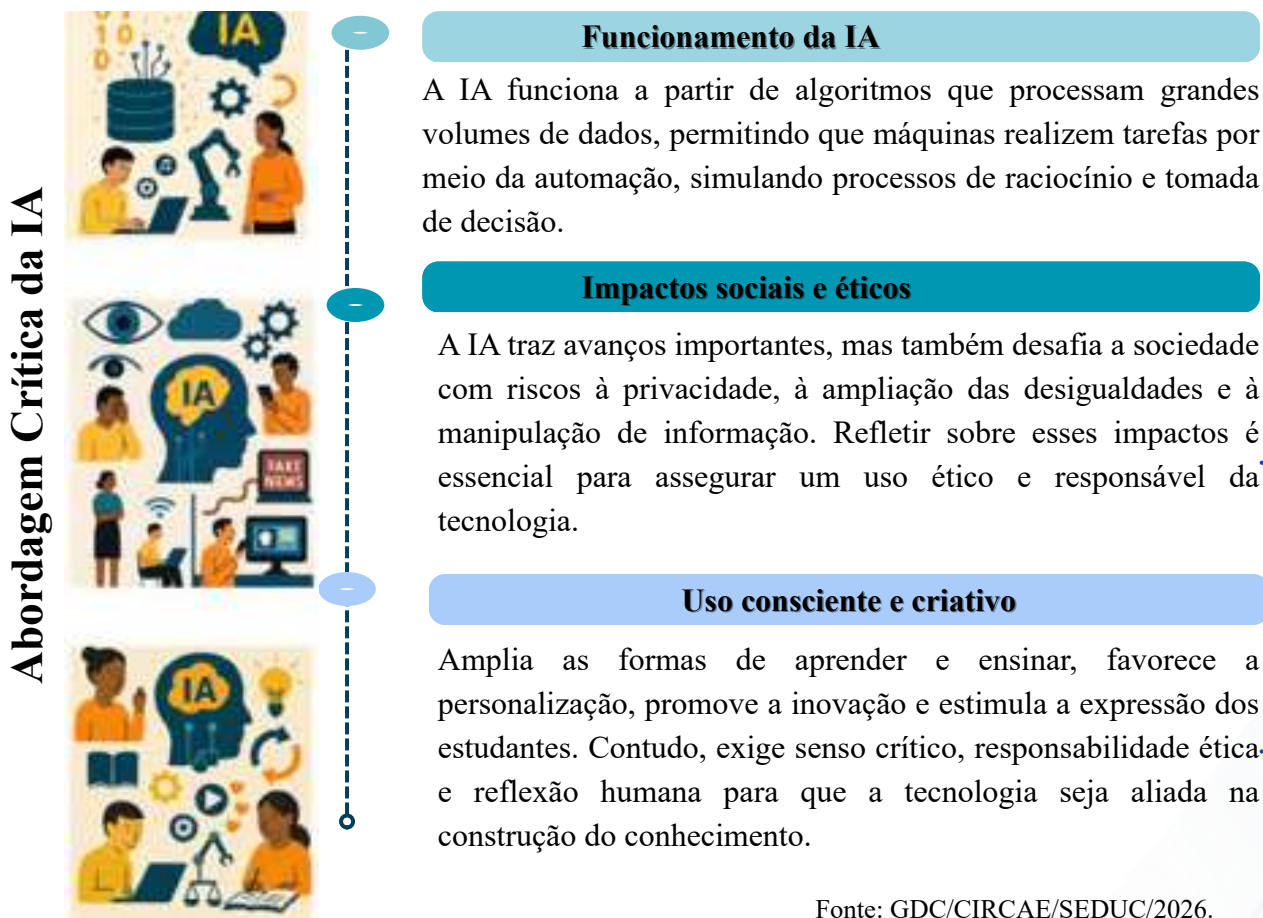 Abordagem Crítica da IA
IA
Funcionamento da IA
A IA funciona a partir de algoritmos que processam grandes
volumes de dados, permitindo que máquinas realizem tarefas por
meio da automação, simulando processos de raciocínio e tomada
de decisão.
IA
FAKE
NEWS
Impactos sociais e éticos
A IA traz avanços importantes, mas também desafia a sociedade
com riscos à privacidade, à ampliação das desigualdades e à
manipulação de informação. Refletir sobre esses impactos é
essencial para assegurar um uso ético e responsável da
tecnologia.
IA
Uso consciente e criativo
Amplia as formas de aprender e ensinar, favorece a
personalização, promove a inovação e estimula a expressão dos
estudantes. Contudo, exige senso crítico, responsabilidade ética
e reflexão humana para que a tecnologia seja aliada na
construção do conhecimento.
Fonte: GDC/CIRCAE/SEDUC/2026.